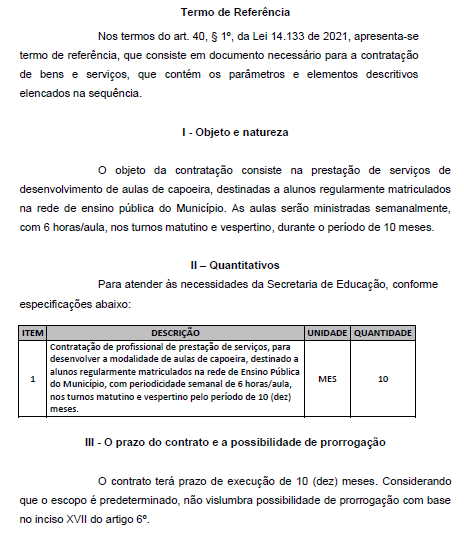 Termo de Referência
Nos termos do art. 40, § 1º, da Lei 14.133 de 2021, apresenta-se
termo de referência, que consiste em documento necessário para a contratação
de bens e serviços, que contém os parâmetros e elementos descritivos
elencados na sequência.
I - Objeto e natureza
O objeto da contratação consiste na prestação de serviços de
desenvolvimento de aulas de capoeira, destinadas a alunos regularmente matriculados
na rede de ensino pública do Município. As aulas serão ministradas semanalmente,
com 6 horas/aula, nos turnos matutino e vespertino, durante o período de 10 meses.
II – Quantitativos
Para atender às necessidades da Secretaria de Educação, conforme
especificações abaixo:
ITEM DESCRIÇÃO UNIDADE QUANTIDADE
Contratação de profissional de prestação de serviços, para
desenvolver a modalidade de aulas de capoeira, destinado a
alunos regularmente matriculados na rede de Ensino Pública
1 do Município, com periodicidade semanal de 6 horas/aula, MES 10
nos turnos matutino e vespertino pelo período de 10 (dez)
meses.
III - O prazo do contrato e a possibilidade de prorrogação
O contrato terá prazo de execução de 10 (dez) meses. Considerando
que o escopo é predeterminado, não vislumbra possibilidade de prorrogação com base
no inciso XVII do artigo 6º.